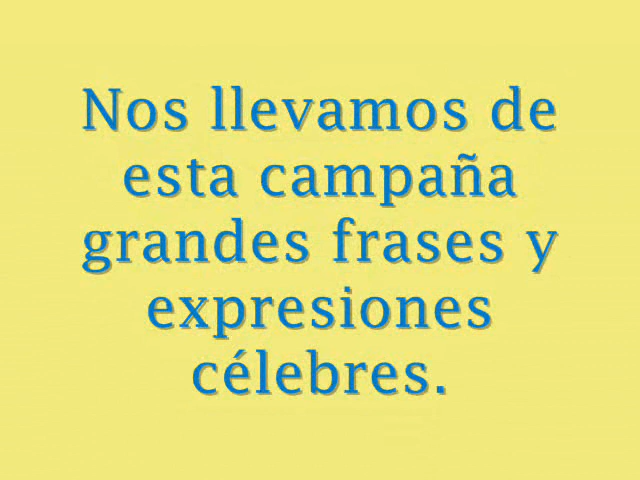 Nos llevamos de
esta campaña
grandes frases y
expresiones
célebres.